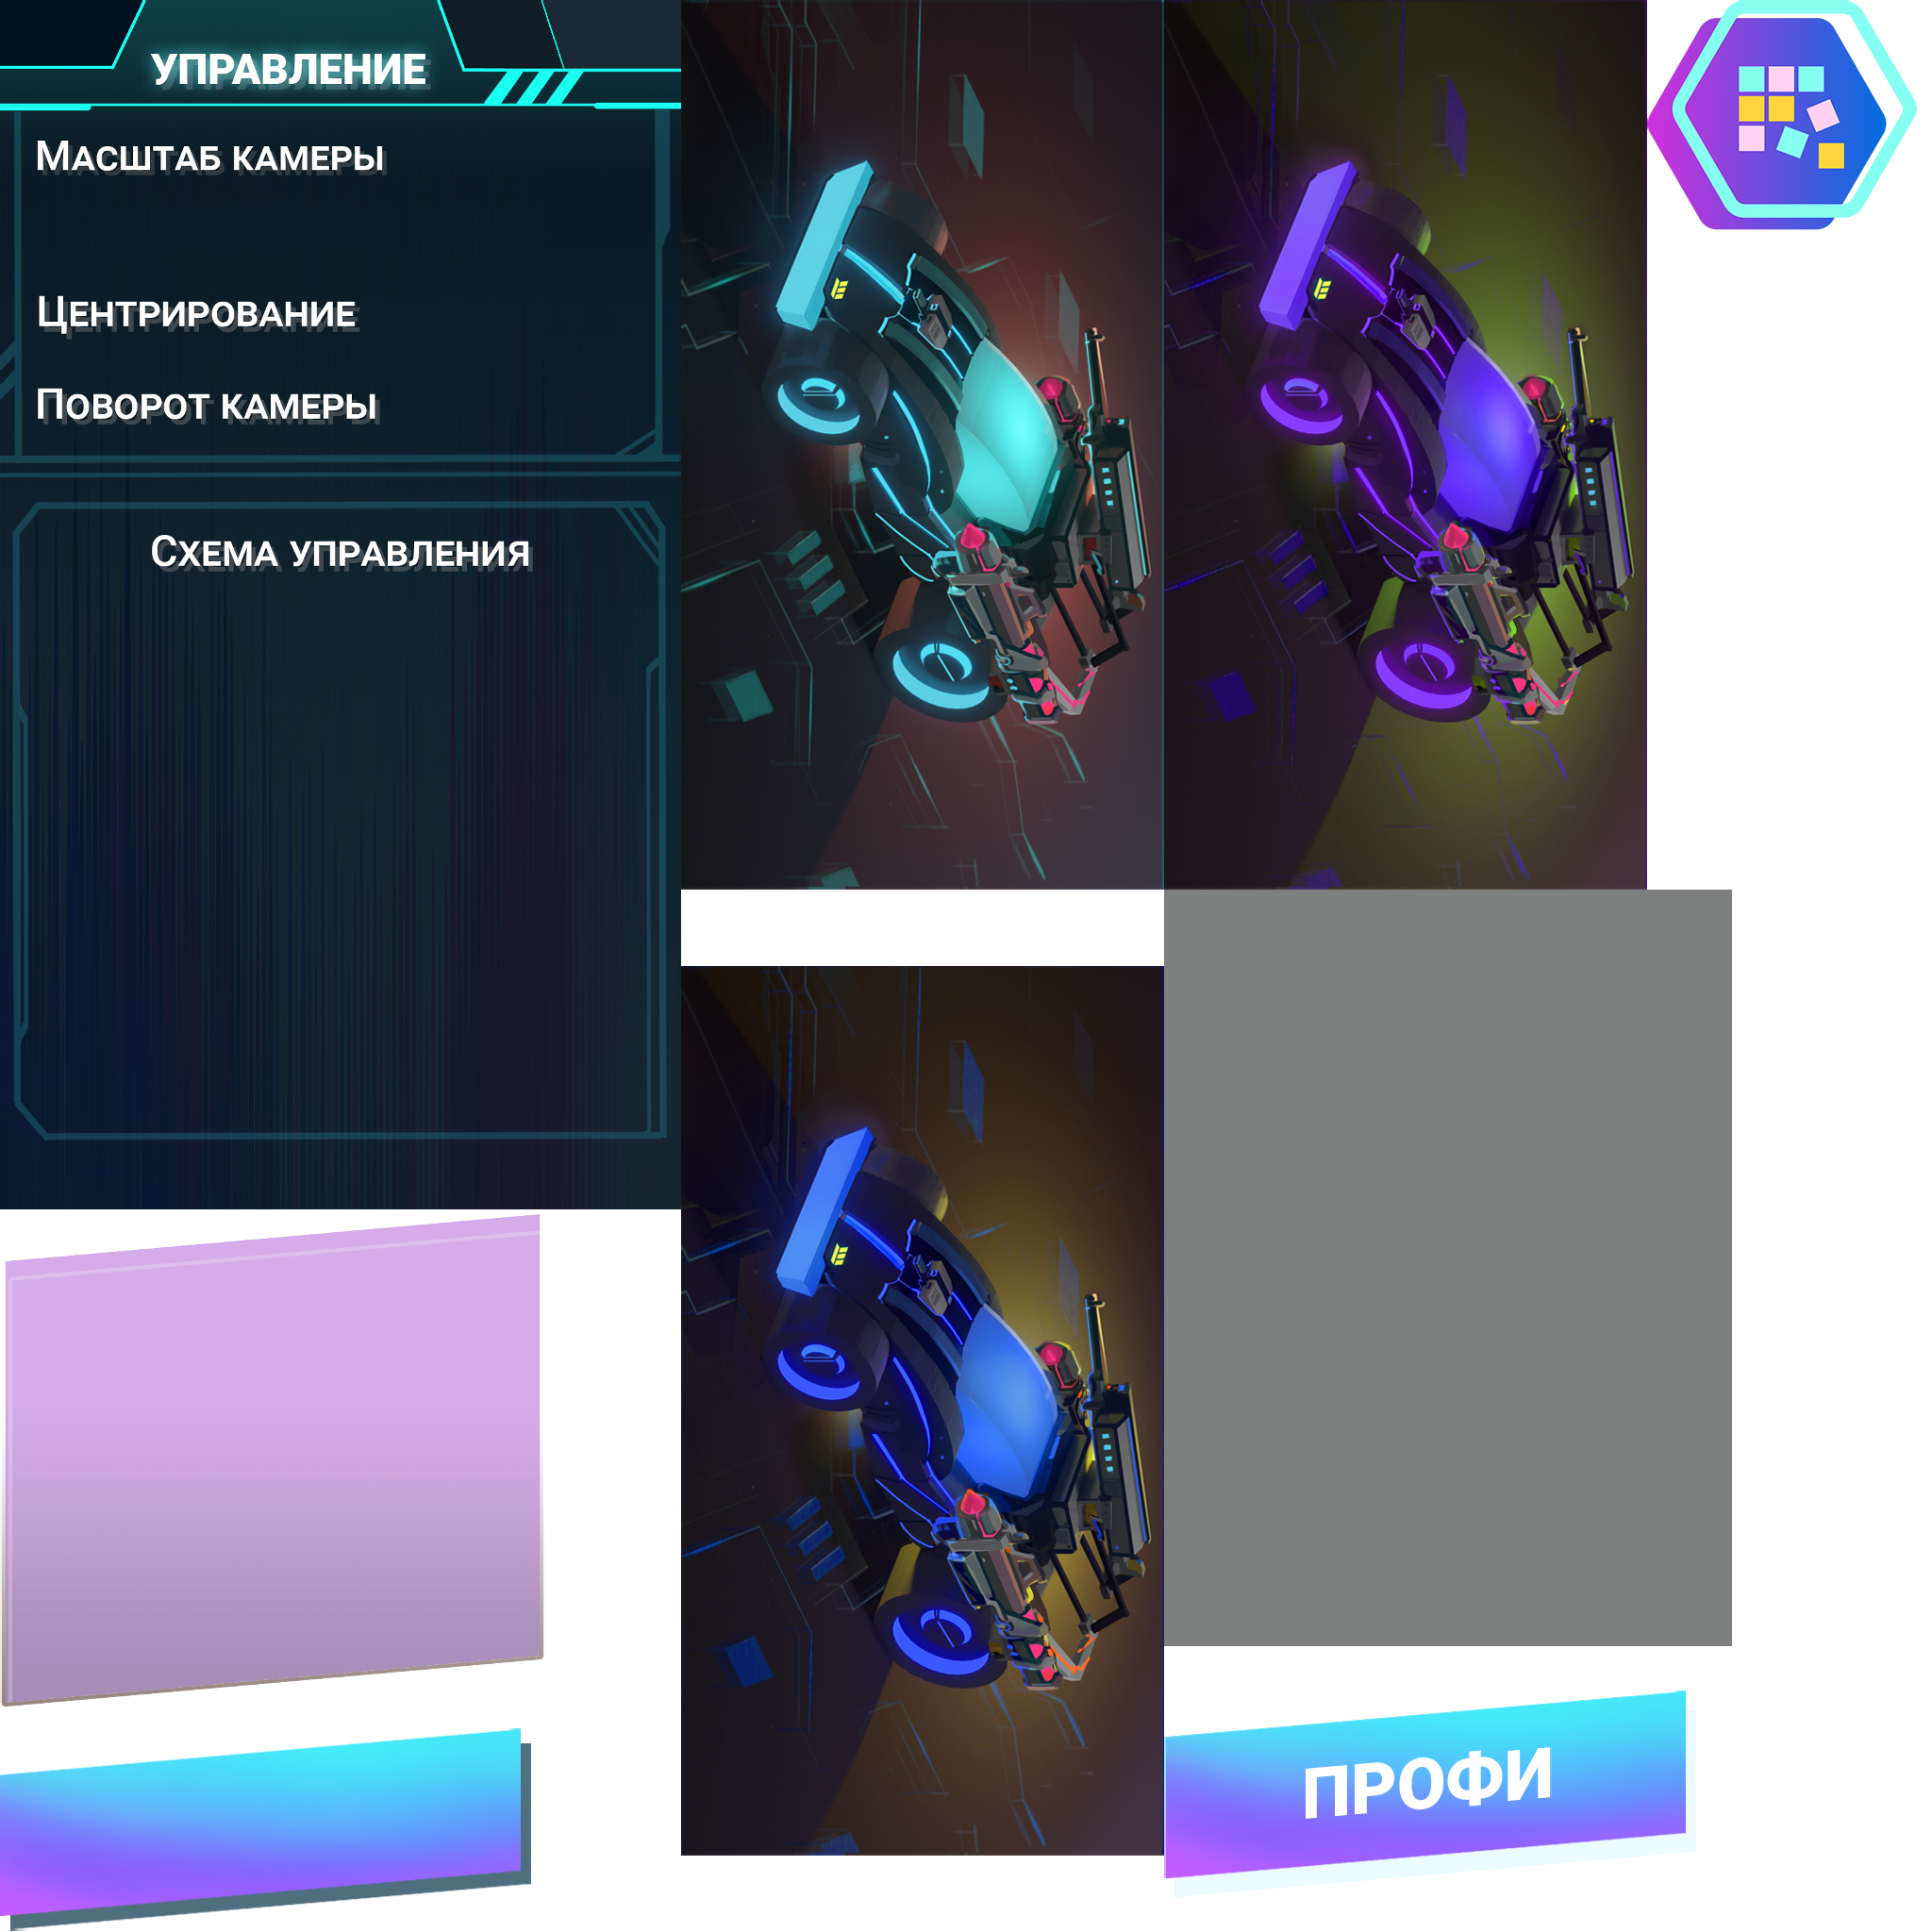 УПРАВЛЕНИЕ
Масштаб камеры
Центрирование
Поворот камеры
Схема управления
ПРОФИ